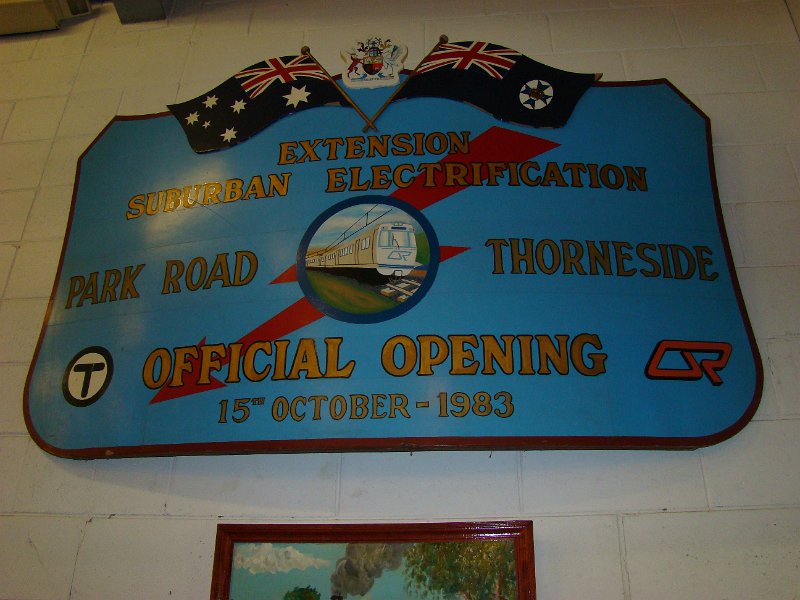 EXTENSION
SUBURBAN ELECTRIFICATION
PARK ROAD THORNESIDE
T OFFICIAL OPENING QR
15TH OCTOBER - 1983